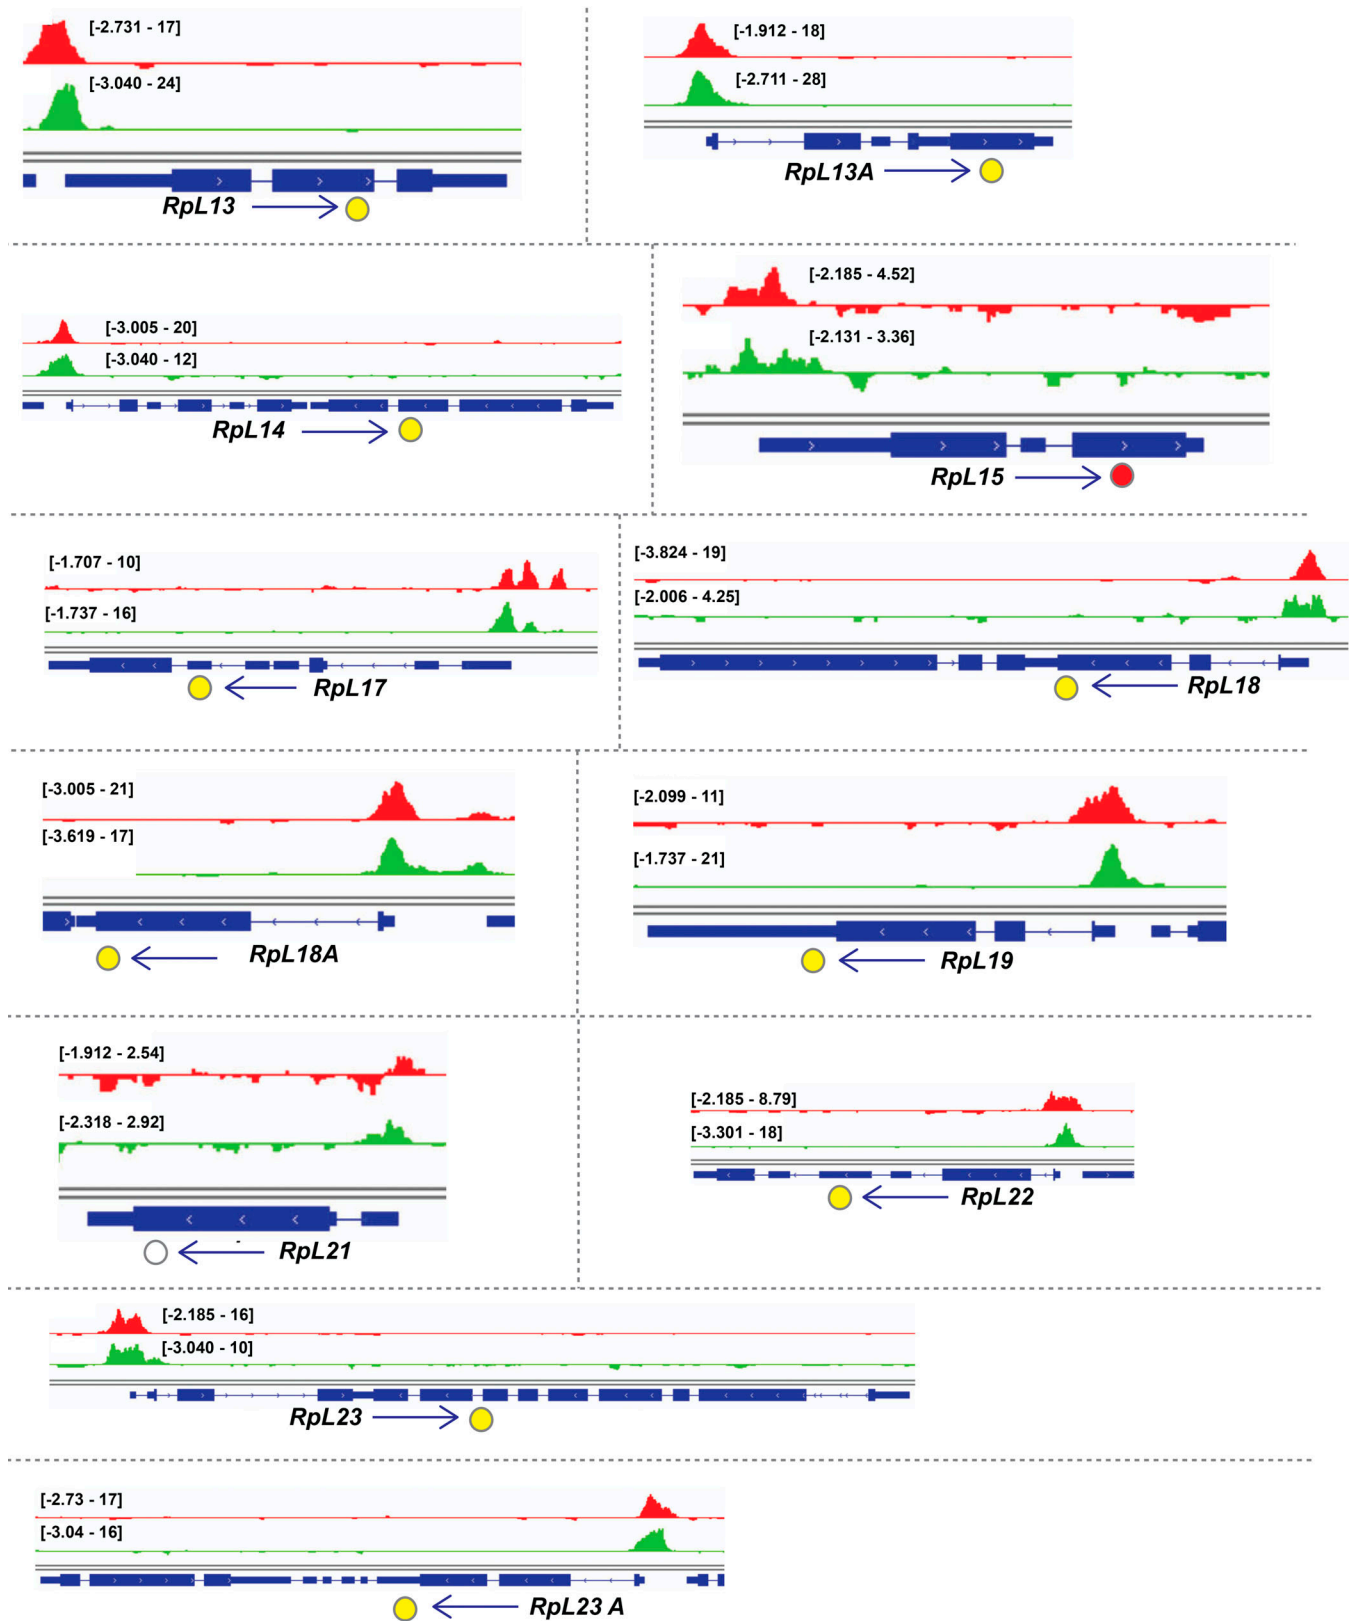 [-2.731 - 17]
[-3.040 - 24]
RpL13
[-1.912 - 18]
[-2.711 - 28]
RpL13A
[-3.005 - 20]
[-3.040 - 12]
RpL14
[-2.185 - 4.52]
[-2.131 - 3.36]
RpL15
[-1.707 - 10]
[-1.737 - 16]
RpL17
[-3.824 - 19]
[-2.006 - 4.25]
RpL18
[-3.005 - 21]
[-3.619 - 17]
RpL18A
[-2.099 - 11]
[-1.737 - 21]
RpL19
[-1.912 - 2.54]
[-2.318 - 2.92]
RpL21
[-2.185 - 8.79]
[-3.301 - 18]
RpL22
[-2.185 - 16]
[-3.040 - 10]
RpL23
[-2.73 - 17]
[-3.04 - 16]
RpL23 A